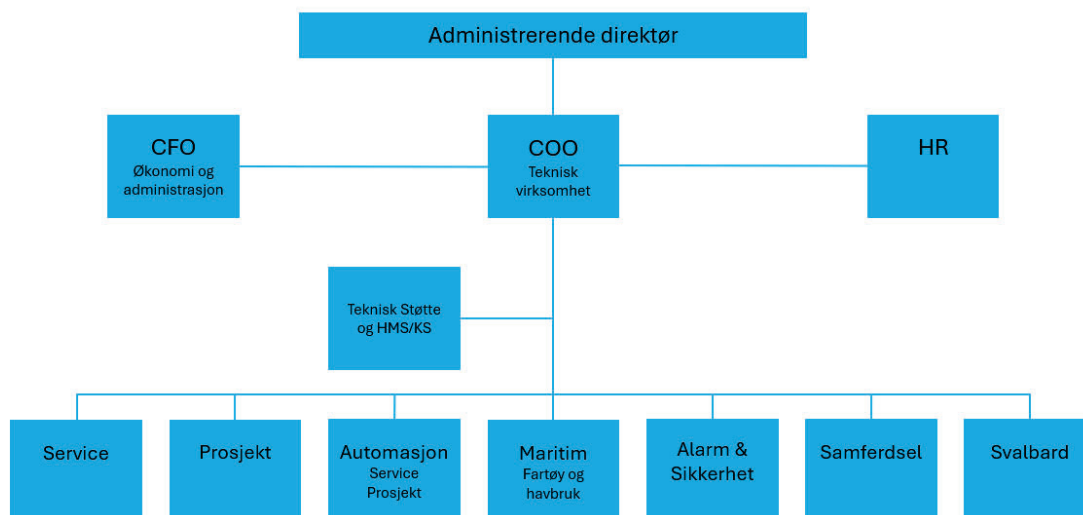 Administrerende direktør
CFO
Økonomi og
administrasjon
COO
Teknisk
virksomhet
HR
Teknisk Støtte
og HMS/KS
Service
Prosjekt
Automasjon
Service
Prosjekt
Maritim
Fartøy og
havbruk
Alarm &
Sikkerhet
Samferdsel
Svalbard